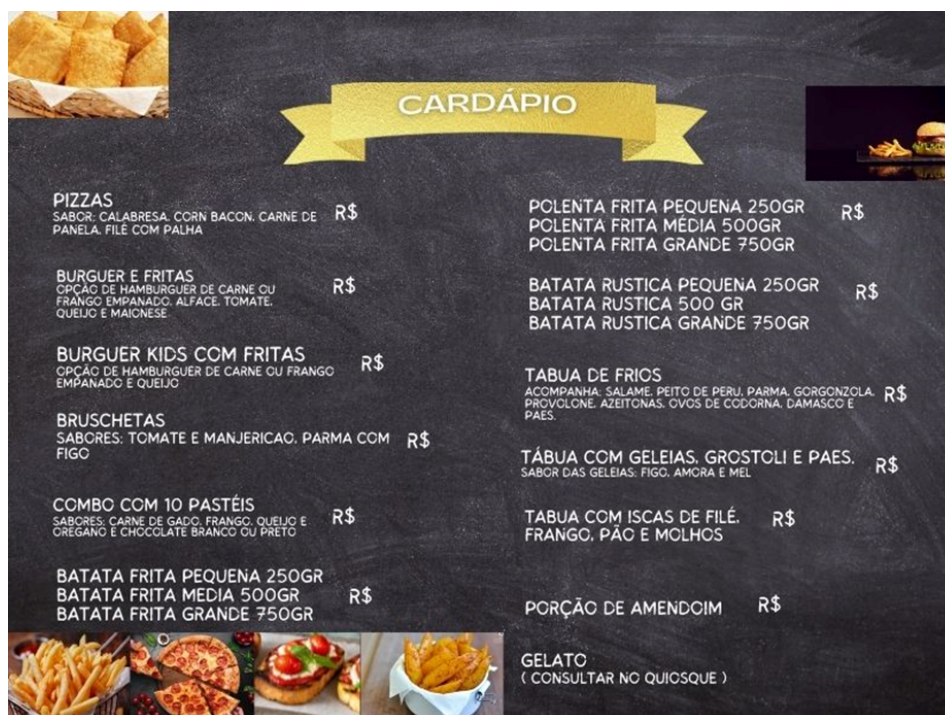 CARDÁPIO
PIZZAS
SABOR: CALABRESA, CORN BACON, CARNE DE
PANELA, FILÉ COM PALHA
R$
BURGUER E FRITAS
OPÇÃO DE HAMBURGUER DE CARNE OU
FRANGO EMPANADO, ALFACE, TOMATE,
QUEIJO E MAIONESE
R$
BURGUER KIDS COM FRITAS
OPÇÃO DE HAMBURGUER DE CARNE OU FRANGO
EMPANADO E QUEIJO
R$
BRUSCHETAS
SABORES: TOMATE E MANJERICAO, PARMA COM
FIGO
R$
COMBO COM 10 PASTÉIS
SABORES: CARNE DE GADO, FRANGO, QUEIJO E
OREGANO E CHOCOLATE BRANCO OU PRETO
R$
BATATA FRITA PEQUENA 250GR
BATATA FRITA MEDIA 500GR
BATATA FRITA GRANDE 750GR
R$
POLENTA FRITA PEQUENA 250GR
POLENTA FRITA MÉDIA 500GR
POLENTA FRITA GRANDE 750GR
R$
BATATA RUSTICA PEQUENA 250GR
BATATA RUSTICA 500 GR
BATATA RUSTICA GRANDE 750GR
R$
TABUA DE FRIOS
ACOMPANHA: SALAME, PEITO DE PERU, PARMA, GORGONZOLA,
PROVOLONE, AZEITONAS, OVOS DE CODORNA, DAMASCO E
PAES.
R$
TÁBUA COM GELEIAS, GROSTOLI E PAES.
SABOR DAS GELEIAS: FIGO, AMORA E MEL
R$
TABUA COM ISCAS DE FILÉ,
FRANGO, PÃO E MOLHOS
R$
PORÇÃO DE AMENDOIM
R$
GELATO
( CONSULTAR NO QUIOSQUE )